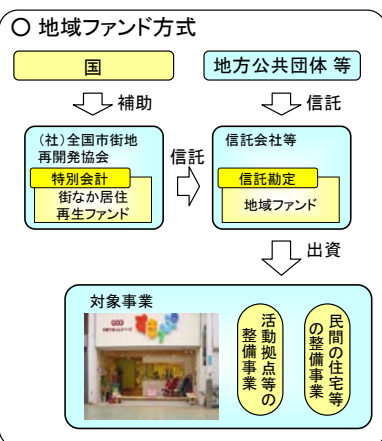 ○ 地域ファンド方式
国
地方公共団体 等
補助
信託
(社)全国市街地
再開発協会
特別会計
街なか居住
再生ファンド
信託
信託会社等
信託勘定
地域ファンド
出資
対象事業
活動拠点等の
整備事業
民間の住宅等
の整備事業